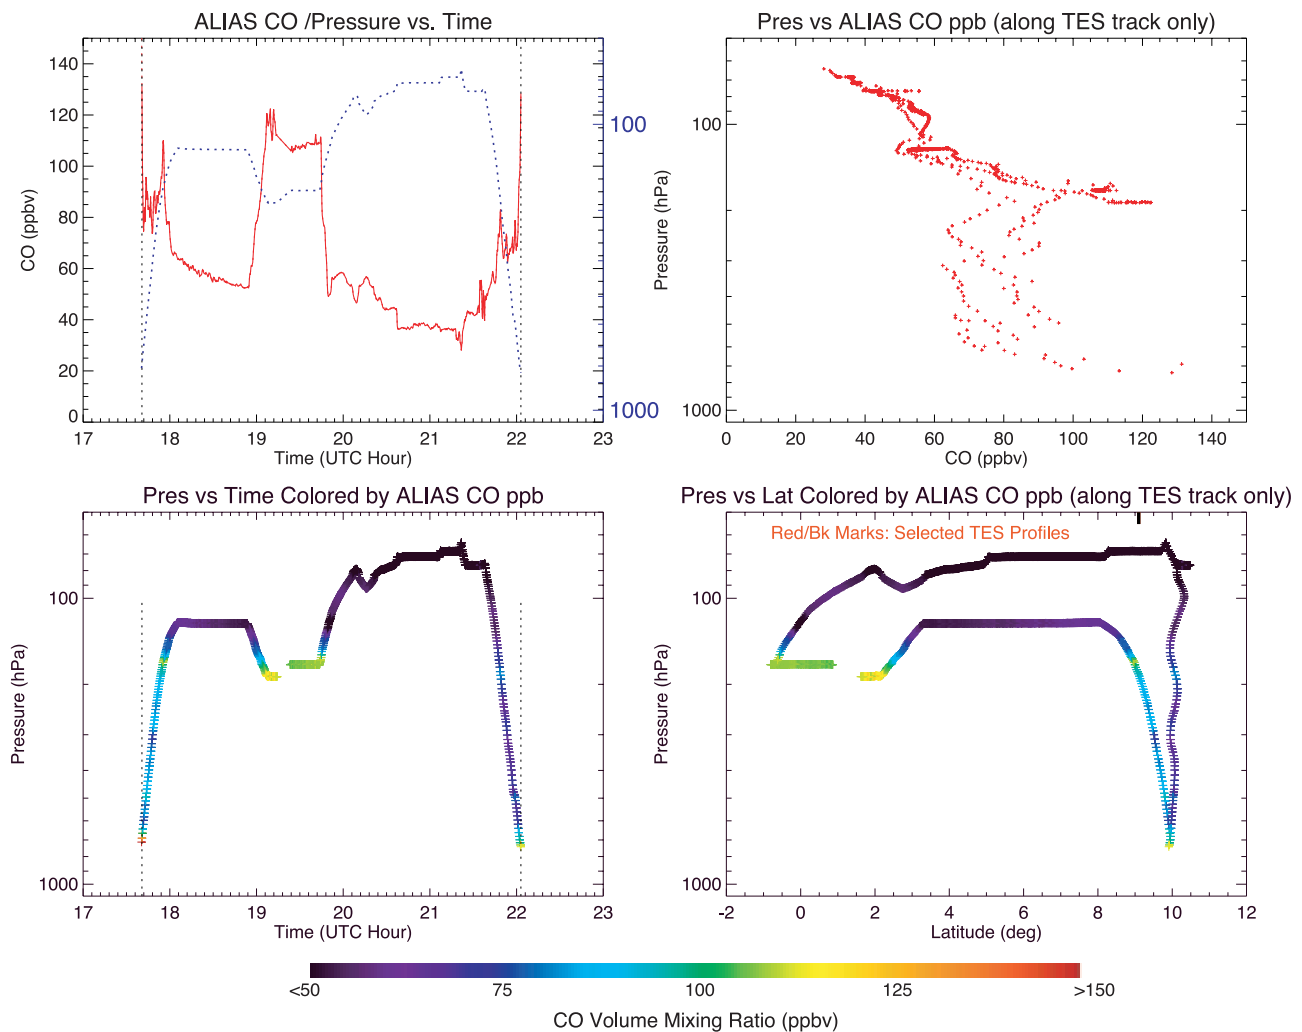 ALIAS CO /Pressure vs. Time
140
120
100
80
60
40
20
0
CO (ppbv)
100
1000
17 18 19 20 21 22 23
Time (UTC Hour)
Pres vs ALIAS CO ppb (along TES track only)
100
1000
Pressure (hPa)
0 20 40 60 80 100 120 140
CO (ppbv)
Pres vs Time Colored by ALIAS CO ppb
100
1000
Pressure (hPa)
17 18 19 20 21 22 23
Time (UTC Hour)
Pres vs Lat Colored by ALIAS CO ppb (along TES track only)
Red/Bk Marks: Selected TES Profiles
100
1000
Pressure (hPa)
-2 0 2 4 6 8 10 12
Latitude (deg)
<50 75 100 125 >150
CO Volume Mixing Ratio (ppbv)